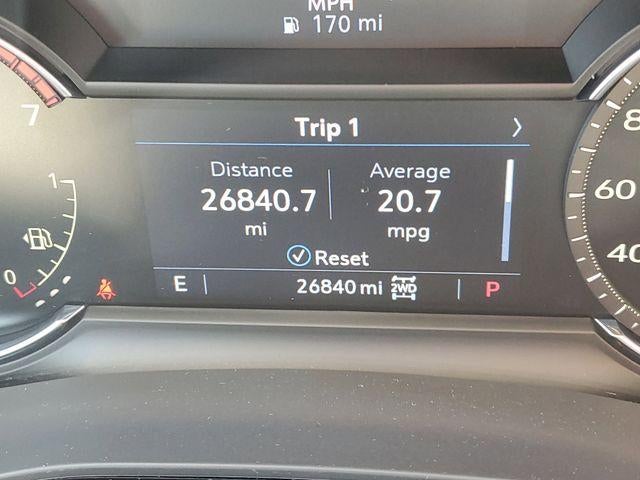 MPH
170 mi
7
Trip 1
8
Distance
Average
1
26840.7
20.7
60
mi
mpg
Reset
40
0
E
26840 mi 2WD
P